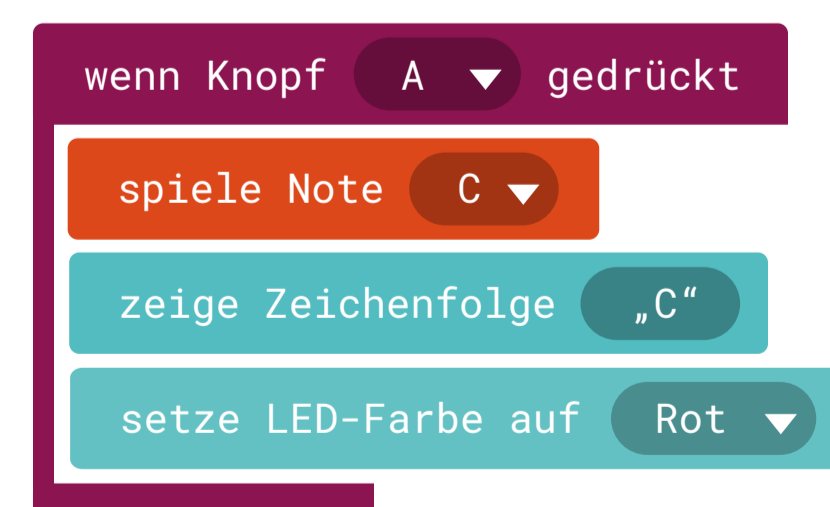 wenn Knopf A gedrückt
spiele Note C
zeige Zeichenfolge „C“
setze LED-Farbe auf Rot